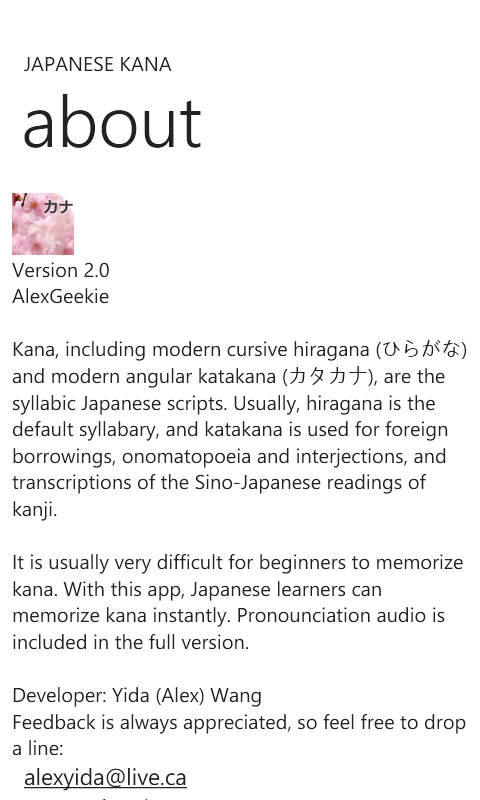 JAPANESE KANA
about
カナ
Version 2.0
AlexGeekie
Kana, including modern cursive hiragana (ひらがな)
and modern angular katakana (カタカナ), are the
syllabic Japanese scripts. Usually, hiragana is the
default syllabary, and katakana is used for foreign
borrowings, onomatopoeia and interjections, and
transcriptions of the Sino-Japanese readings of
kanji.
It is usually very difficult for beginners to memorize
kana. With this app, Japanese learners can
memorize kana instantly. Pronounciation audio is
included in the full version.
Developer: Yida (Alex) Wang
Feedback is always appreciated, so feel free to drop
a line:
alexyida@live.ca